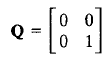 Q = [ 0 0
0 1 ]